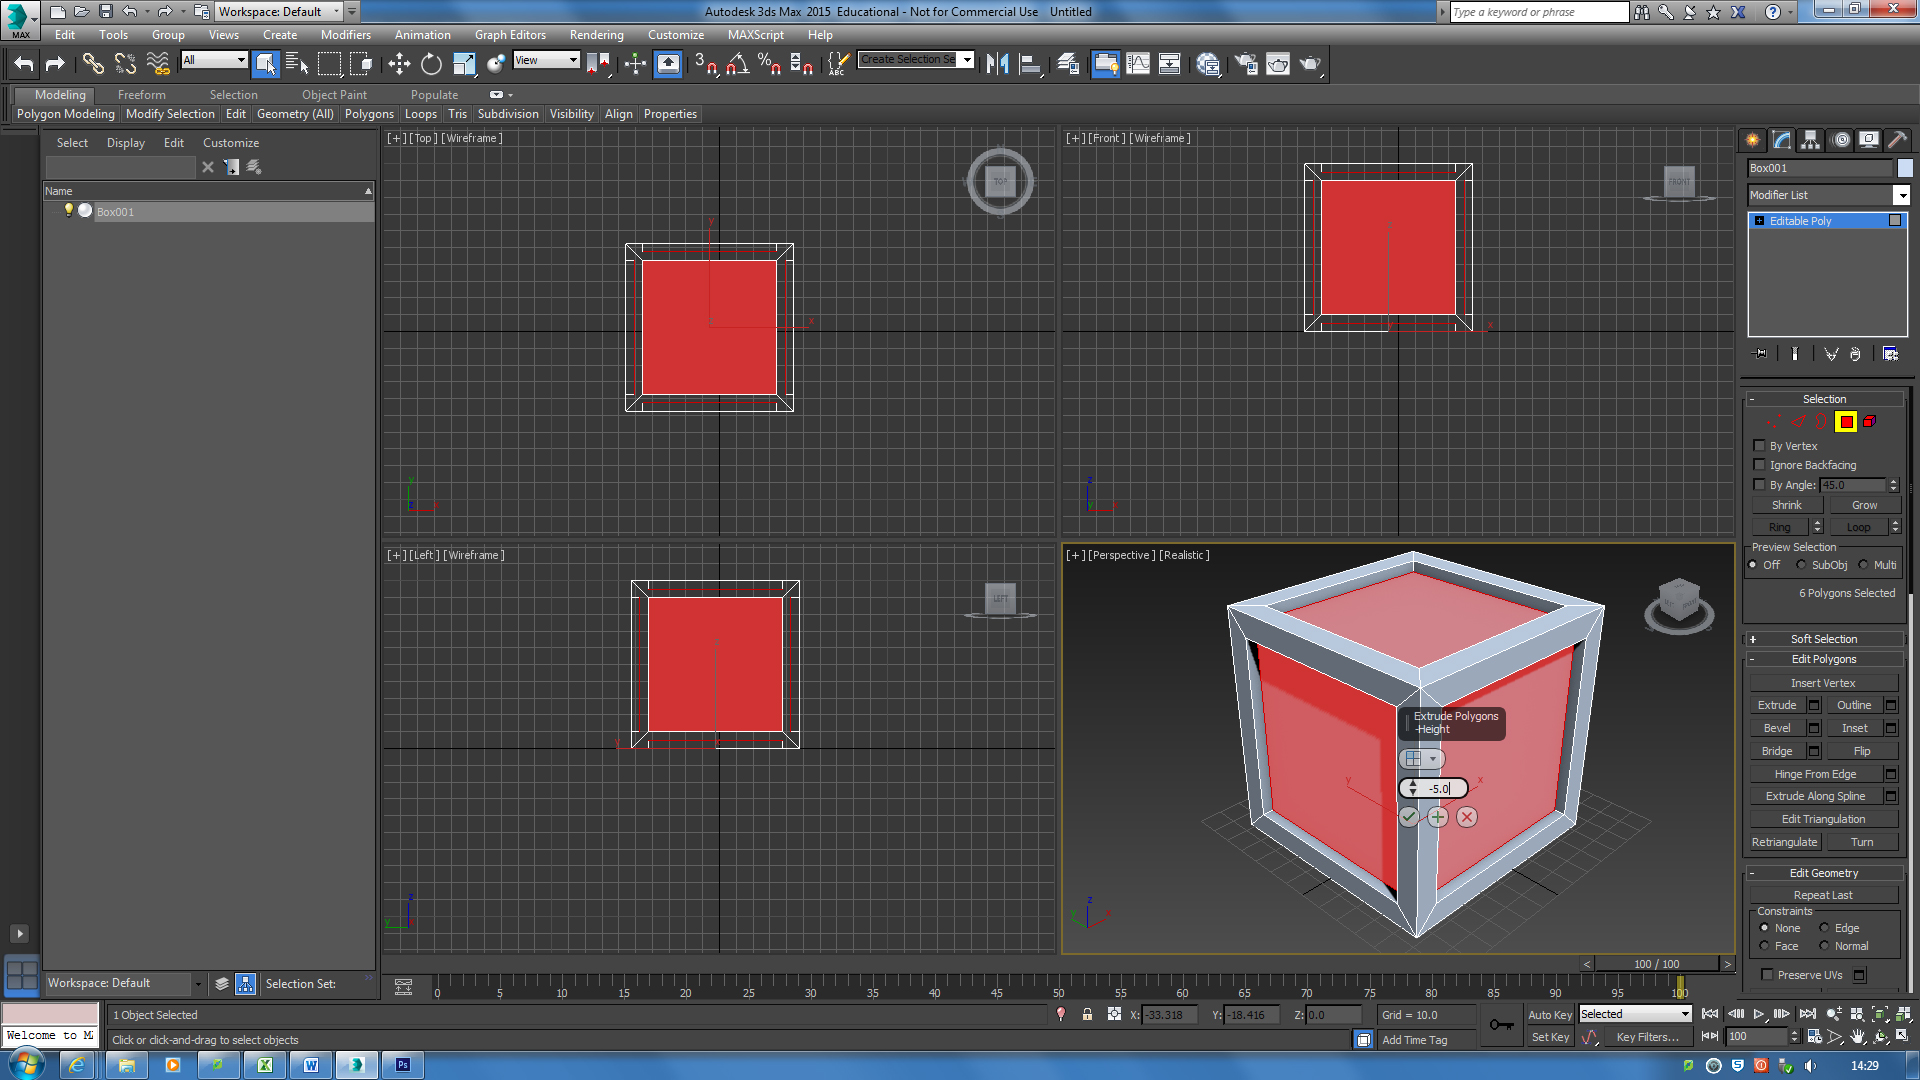 Workspace: Default
Autodesk 3ds Max 2015 Educational - Not for Commercial Use Untitled
Type a keyword or phrase
MAX
Edit Tools Group Views Create Modifiers Animation Graph Editors Rendering Customize MAXScript Help
All
View
3
ABC
Create Selection Se
Modeling Freeform Selection Object Paint Populate
Polygon Modeling Modify Selection Edit Geometry (All) Polygons Loops Tris Subdivision Visibility Align Properties
Select Display Edit Customize
Name
Box001
[+] [Top] [Wireframe]
TOP
y
x
y
[+] [Front] [Wireframe]
FRONT
x
z
[+] [Left] [Wireframe]
LEFT
z
y
[+] [Perspective] [Realistic]
Extrude Polygons
-Height
-5.0
y
x
z
Box001
Modifier List
Editable Poly
- Selection
By Vertex
Ignore Backfacing
By Angle: 45.0
Shrink Grow
Ring Loop
Preview Selection
Off SubObj Multi
6 Polygons Selected
+ Soft Selection
- Edit Polygons
Insert Vertex
Extrude Outline
Bevel Inset
Bridge Flip
Hinge From Edge
Extrude Along Spline
Edit Triangulation
Retriangulate Turn
- Edit Geometry
Repeat Last
Constraints
None Edge
Face Normal
Preserve UVs
< 100 / 100 >
Workspace: Default
Selection Set:
0 5 10 15 20 25 30 35 40 45 50 55 60 65 70 75 80 85 90 95 100
1 Object Selected
X: -33.318 Y: -18.416 Z: 0.0 Grid = 10.0
Auto Key Selected
Welcome to M
Click or click-and-drag to select objects
Add Time Tag
Set Key Key Filters... 100
W
Ps
14:29